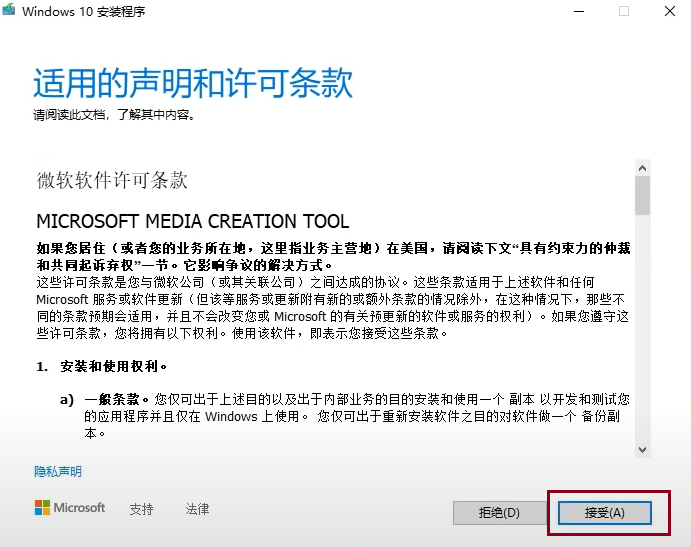 Windows 10 安装程序
适用的声明和许可条款
请阅读此文档，了解其中内容。
微软软件许可条款
MICROSOFT MEDIA CREATION TOOL
如果您居住（或者您的业务所在地，这里指业务主营地）在美国，请阅读下文“具有约束力的仲裁
和共同起诉弃权”一节。它影响争议的解决方式。
这些许可条款是您与微软公司（或其关联公司）之间达成的协议。这些条款适用于上述软件和任何
Microsoft 服务或软件更新（但该等服务或更新附有新的或额外条款的情况除外，在这种情况下，那些不
同的条款预期会适用，并且不会改变您或 Microsoft 的有关预更新的软件或服务的权利）。如果您遵守这
些许可条款，您将拥有以下权利。使用该软件，即表示您接受这些条款。
1. 安装和使用权利。
a) 一般条款。您仅可出于上述目的以及出于内部业务的目的安装和使用一个 副本 以开发和测试您
的应用程序并且仅在 Windows 上使用。 您仅可出于重新安装软件之目的对软件做一个 备份副
本。
隐私声明
Microsoft 支持 法律 拒绝(D) 接受(A)